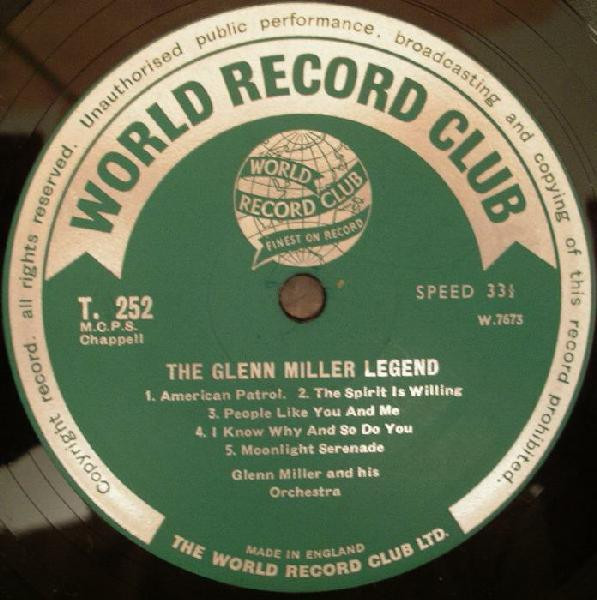 Copyright record. all rights reserved. Unauthorised public performance, broadcasting and copying of this record prohibited.
WORLD RECORD CLUB
WORLD
RECORD CLUB
FINEST ON RECORD
T. 252
M.C.P.S.
Chappell
SPEED 33⅓
W.7673
THE GLENN MILLER LEGEND
1. American Patrol. 2. The Spirit Is Willing
3. People Like You And Me
4. I Know Why And So Do You
5. Moonlight Serenade
Glenn Miller and his
Orchestra
MADE IN ENGLAND
THE WORLD RECORD CLUB LTD.